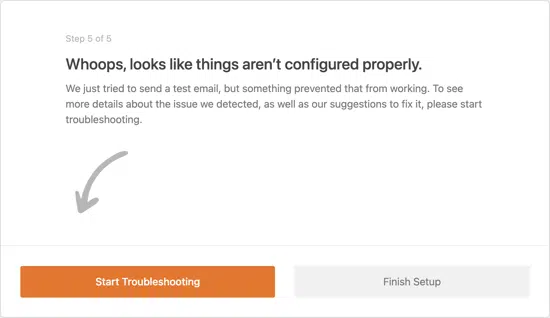 Step 5 of 5
Whoops, looks like things aren’t configured properly.
We just tried to send a test email, but something prevented that from working. To see
more details about the issue we detected, as well as our suggestions to fix it, please start
troubleshooting.
Start Troubleshooting
Finish Setup